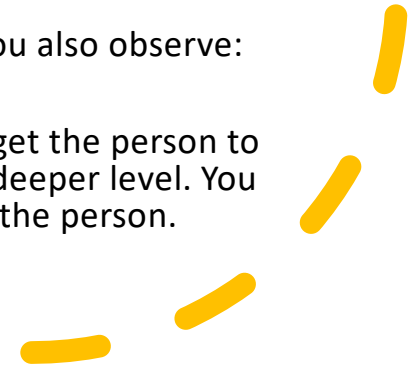 ou also observe:
get the person to
deeper level. You
the person.